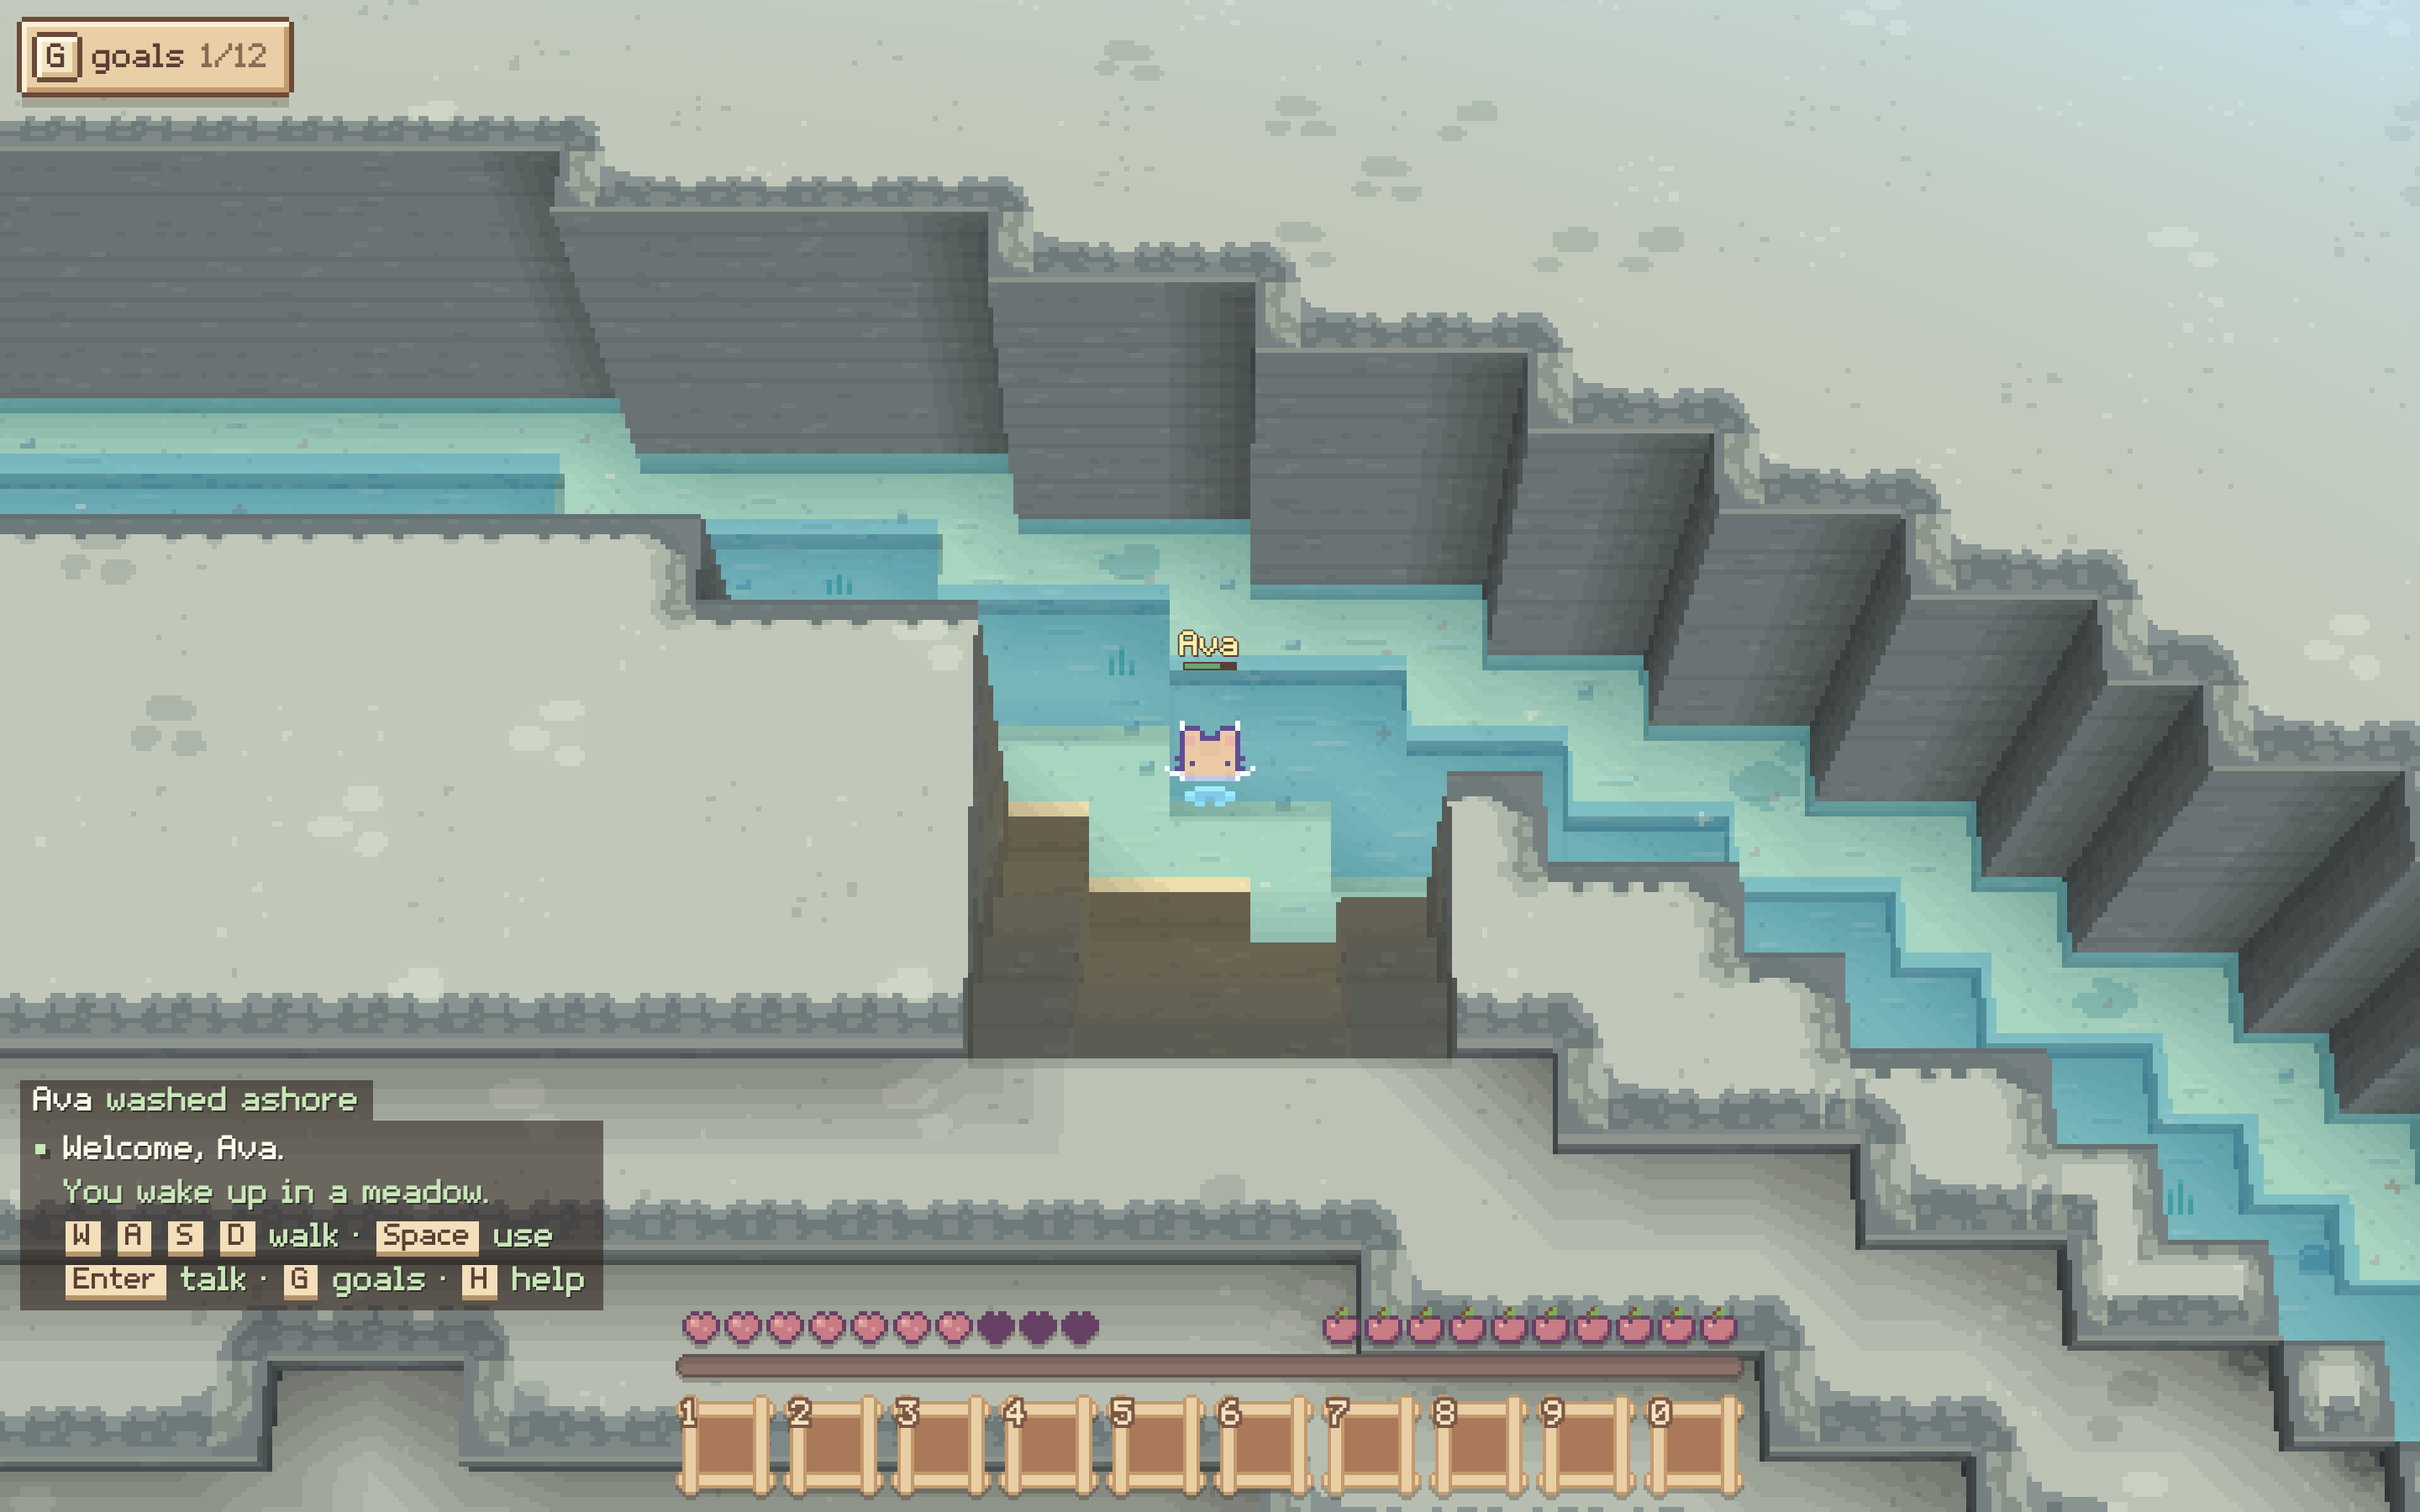 G goals 1/12
Ava
Ava washed ashore
Welcome, Ava.
You wake up in a meadow.
W A S D walk · Space use
Enter talk · G goals · H help
1 2 3 4 5 6 7 8 9 0